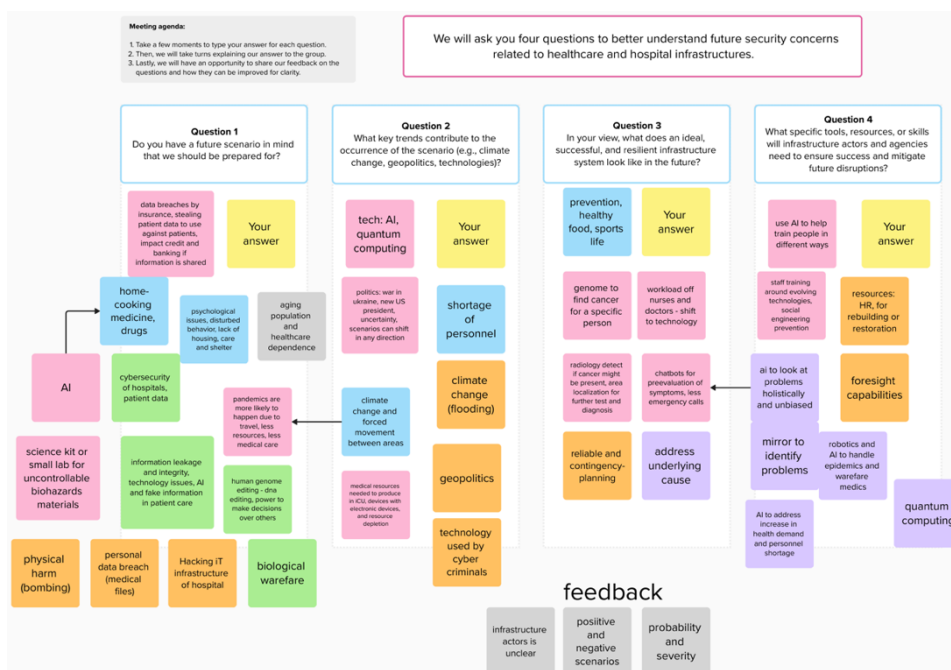 Meeting agenda:
1. Take a few moments to type your answer for each question.
2. Then, we will take turns explaining our answer to the group.
3. Lastly, we will have an opportunity to share our feedback on the
questions and how they can be improved for clarity.
We will ask you four questions to better understand future security concerns
related to healthcare and hospital infrastructures.
Question 1
Do you have a future scenario in mind
that we should be prepared for?
data breaches by
insurance, stealing
patient data to use
against patients,
impact credit and
banking if
information is shared
Your
answer
home-
cooking
medicine,
drugs
psychological
issues, disturbed
behavior, lack of
housing, care
and shelter
aging
population
and
healthcare
dependence
AI
cybersecurity
of hospitals,
patient data
pandemics are
more likely to
happen due to
travel, less
resources, less
medical care
science kit or
small lab for
uncontrollable
biohazards
materials
information leakage
and integrity,
technology issues, AI
and fake information
in patient care
human genome
editing - dna
editing, power to
make decisions
over others
physical
harm
(bombing)
personal
data breach
(medical
files)
Hacking iT
infrastructure
of hospital
biological
warefare
Question 2
What key trends contribute to the
occurrence of the scenario (e.g., climate
change, geopolitics, technologies)?
tech: AI,
quantum
computing
Your
answer
politics: war in
ukraine, new US
president,
uncertainty,
scenarios can shift
in any direction
shortage
of
personnel
climate
change and
forced
movement
between areas
climate
change
(flooding)
medical resources
needed to produce
in ICU, devices with
electronic devices,
and resource
depletion
geopolitics
technology
used by
cyber
criminals
Question 3
In your view, what does an ideal,
successful, and resilient infrastructure
system look like in the future?
prevention,
healthy
food, sports
life
Your
answer
genome to
find cancer
for a specific
person
workload off
nurses and
doctors - shift
to technology
radiology detect
if cancer might
be present, area
localization for
further test and
diagnosis
chatbots for
preevaluation of
symptoms, less
emergency calls
reliable and
contingency-
planning
address
underlying
cause
Question 4
What specific tools, resources, or skills
will infrastructure actors and agencies
need to ensure success and mitigate
future disruptions?
use AI to help
train people in
different ways
Your
answer
staff training
around evolving
technologies,
social
engineering
prevention
resources:
HR, for
rebuilding or
restoration
ai to look at
problems
holistically
and unbiased
foresight
capabilities
mirror to
identify
problems
robotics and
AI to handle
epidemics and
warefare
medics
AI to address
increase in
health demand
and personnel
shortage
quantum
computing
feedback
infrastructure
actors is
unclear
posiitive
and
negative
scenarios
probability
and
severity